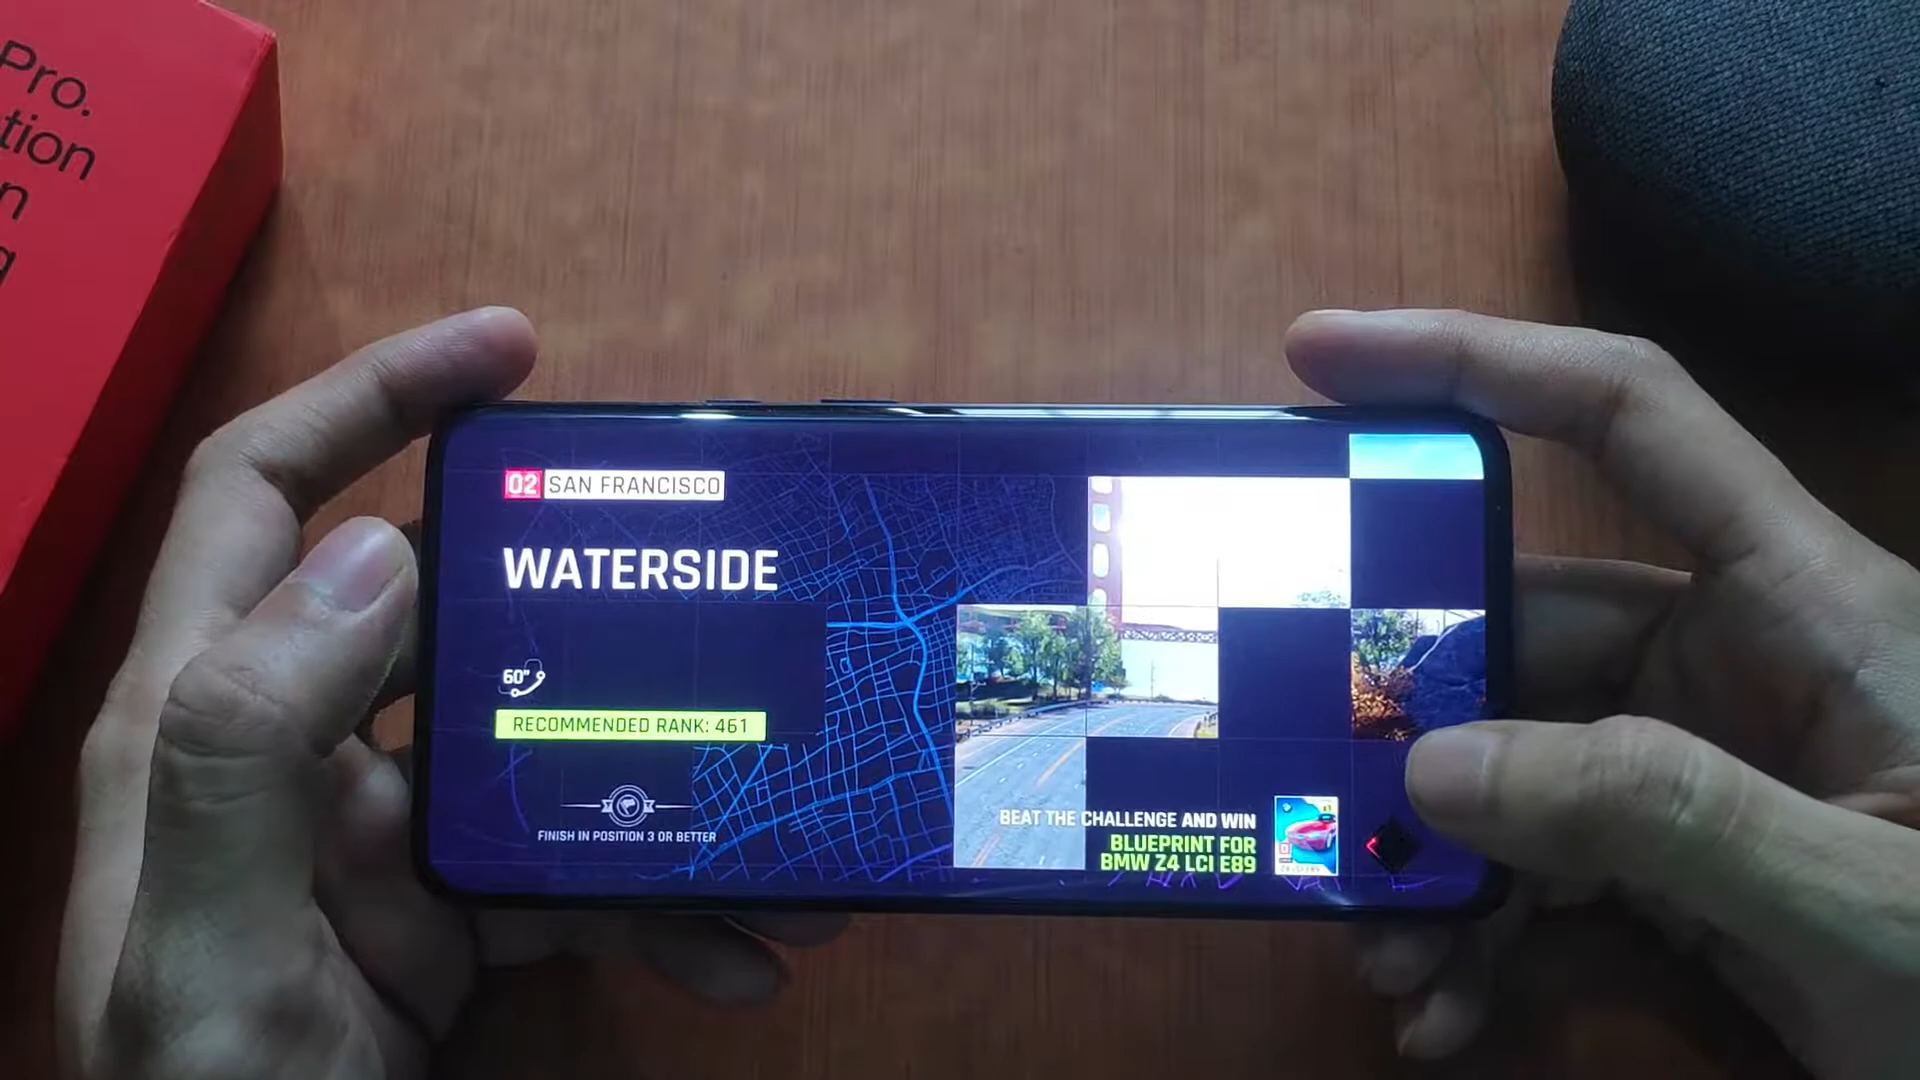 Pro.
tion
n
g
02 SAN FRANCISCO
WATERSIDE
60"
RECOMMENDED RANK: 461
FINISH IN POSITION 3 OR BETTER
BEAT THE CHALLENGE AND WIN
BLUEPRINT FOR
BMW Z4 LCI E89